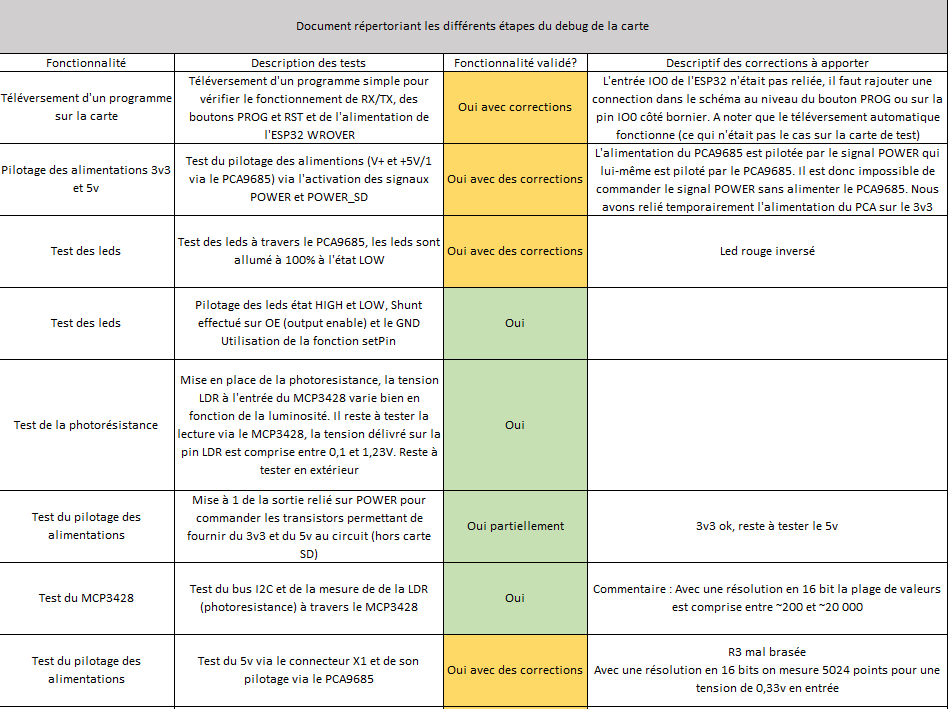 Document répertoriant les différents étapes du debug de la carte
Fonctionnalité
Description des tests
Fonctionnalité validé?
Descriptif des corrections à apporter
Téléversement d'un programme
sur la carte
Téléversement d'un programme simple pour
vérifier le fonctionnement de RX/TX, des
boutons PROG et RST et de l'alimentation de
l'ESP32 WROVER
Oui avec corrections
L'entrée IO0 de l'ESP32 n'était pas reliée, il faut rajouter une
connection dans le schéma au niveau du bouton PROG ou sur la
pin IO0 côté bornier. A noter que le téléversement automatique
fonctionne (ce qui n'était pas le cas sur la carte de test)
Pilotage des alimentations 3v3
et 5v
Test du pilotage des alimentions (V+ et +5V/1
via le PCA9685) via l'activation des signaux
POWER et POWER_SD
Oui avec des corrections
L'alimentation du PCA9685 est pilotée par le signal POWER qui
lui-même est piloté par le PCA9685. Il est donc impossible de
commander le signal POWER sans alimenter le PCA9685. Nous
avons relié temporairement l'alimentation du PCA sur le 3v3
Test des leds
Test des leds à travers le PCA9685, les leds sont
allumé à 100% à l'état LOW
Oui avec des corrections
Led rouge inversé
Test des leds
Pilotage des leds état HIGH et LOW, Shunt
effectué sur OE (output enable) et le GND
Utilisation de la fonction setPin
Oui
Test de la photorésistance
Mise en place de la photoresistance, la tension
LDR à l'entrée du MCP3428 varie bien en
fonction de la luminosité. Il reste à tester la
lecture via le MCP3428, la tension délivré sur la
pin LDR est comprise entre 0,1 et 1,23V. Reste à
tester en extérieur
Oui
Test du pilotage des
alimentations
Mise à 1 de la sortie relié sur POWER pour
commander les transistors permettant de
fournir du 3v3 et du 5v au circuit (hors carte
SD)
Oui partiellement
3v3 ok, reste à tester le 5v
Test du MCP3428
Test du bus I2C et de la mesure de de la LDR
(photoresistance) à travers le MCP3428
Oui
Commentaire : Avec une résolution en 16 bit la plage de valeurs
est comprise entre ~200 et ~20 000
Test du pilotage des
alimentations
Test du 5v via le connecteur X1 et de son
pilotage via le PCA9685
Oui avec des corrections
R3 mal brasée
Avec une résolution en 16 bits on mesure 5024 points pour une
tension de 0,33v en entrée